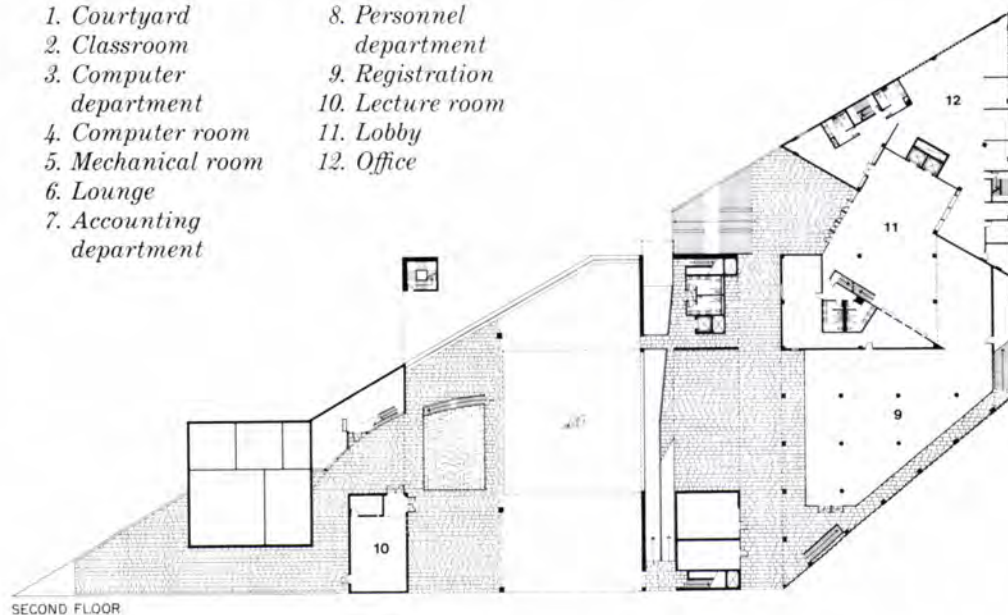 1. Courtyard
2. Classroom
3. Computer
department
4. Computer room
5. Mechanical room
6. Lounge
7. Accounting
department
8. Personnel
department
9. Registration
10. Lecture room
11. Lobby
12. Office
12
11
9
10
SECOND FLOOR